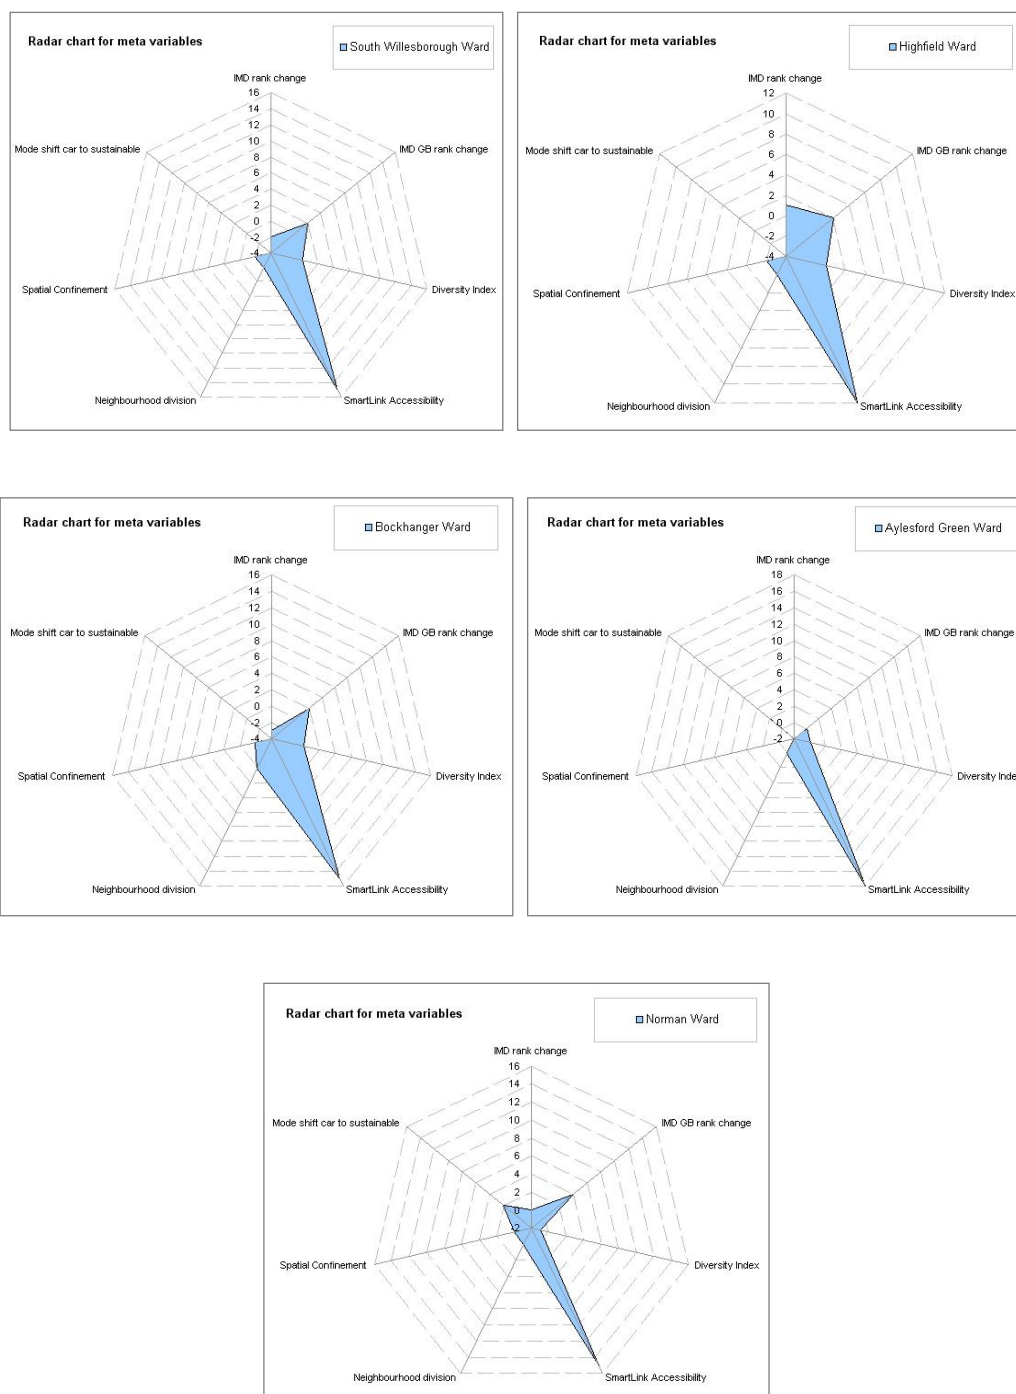 Radar chart for meta variables
South Willesborough Ward
IMD rank change
16
14
12
10
8
6
4
2
0
-2
-4
IMD GB rank change
Diversity Index
SmartLink Accessibility
Neighbourhood division
Spatial Confinement
Mode shift car to sustainable
Radar chart for meta variables
Highfield Ward
IMD rank change
12
10
8
6
4
2
0
-2
-4
IMD GB rank change
Diversity Index
SmartLink Accessibility
Neighbourhood division
Spatial Confinement
Mode shift car to sustainable
Radar chart for meta variables
Bockhanger Ward
IMD rank change
16
14
12
10
8
6
4
2
0
-2
-4
IMD GB rank change
Diversity Index
SmartLink Accessibility
Neighbourhood division
Spatial Confinement
Mode shift car to sustainable
Radar chart for meta variables
Aylesford Green Ward
IMD rank change
18
16
14
12
10
8
6
4
2
0
-2
IMD GB rank change
Diversity Inde
SmartLink Accessibility
Neighbourhood division
Spatial Confinement
Mode shift car to sustainable
Radar chart for meta variables
Norman Ward
IMD rank change
16
14
12
10
8
6
4
2
0
-2
IMD GB rank change
Diversity Index
SmartLink Accessibility
Neighbourhood division
Spatial Confinement
Mode shift car to sustainable